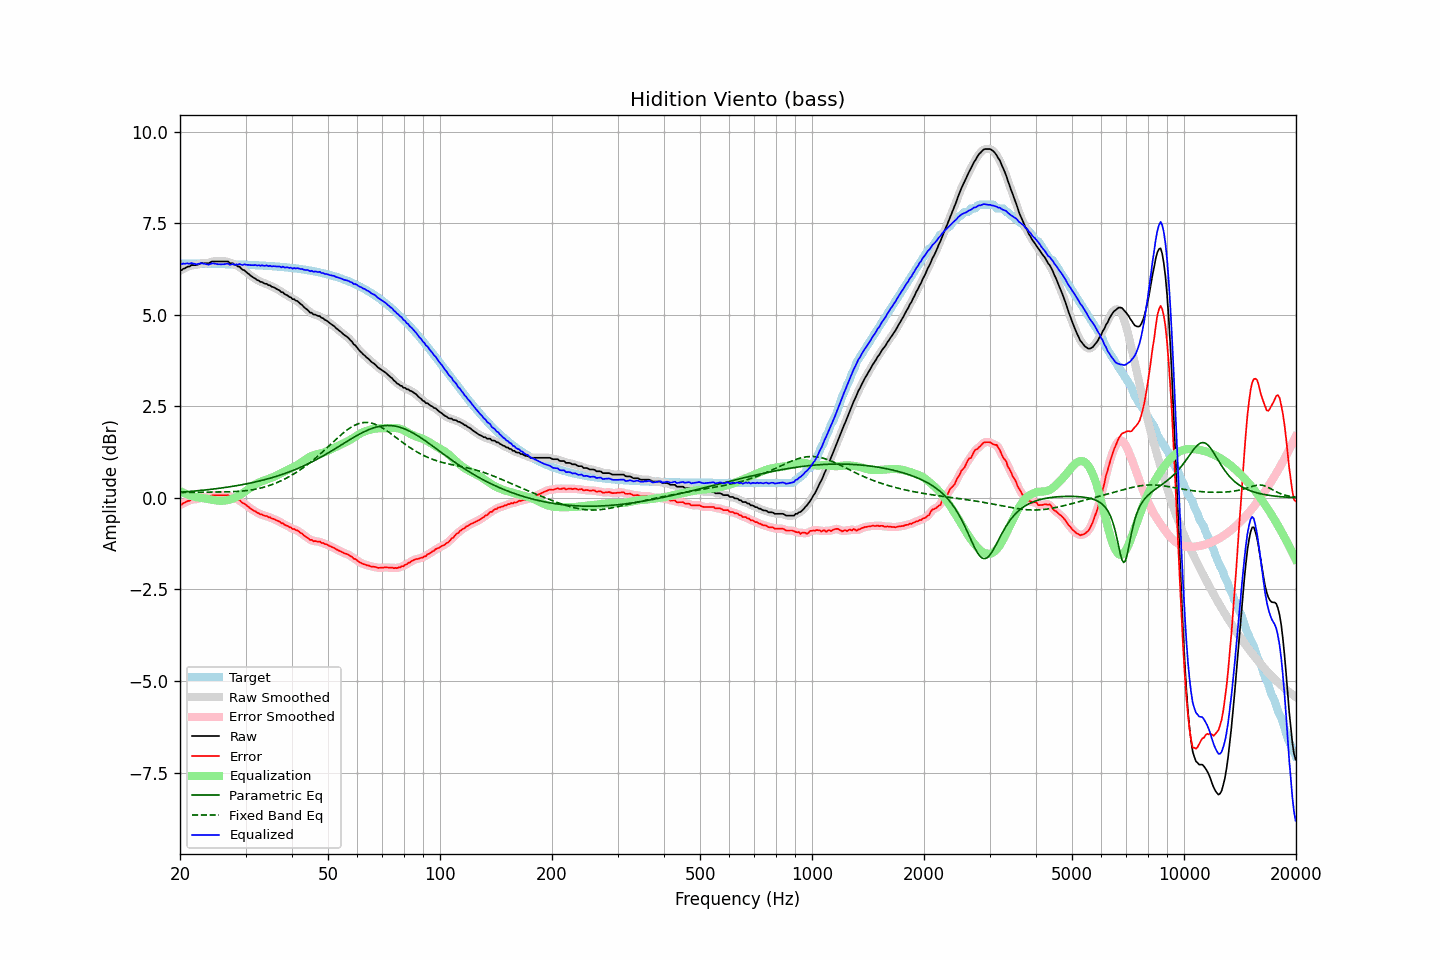 Hidition Viento (bass)
Amplitude (dBr)
10.0
7.5
5.0
2.5
0.0
−2.5
−5.0
−7.5
Target
Raw Smoothed
Error Smoothed
Raw
Error
Equalization
Parametric Eq
Fixed Band Eq
Equalized
20 50 100 200 500 1000 2000 5000 10000 20000
Frequency (Hz)